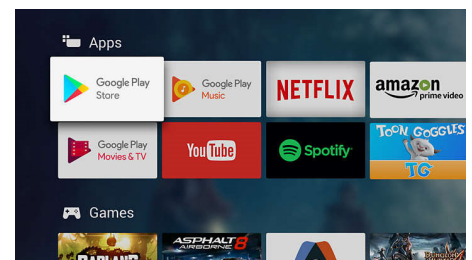 Apps
Google Play
Store
Google Play
Music
NETFLIX
amazon
prime video
Google Play
Movies & TV
YouTube
Spotify
TOON GOGGLES
TG
Games
BADLAND
ASPHALT 8
AIRBORNE